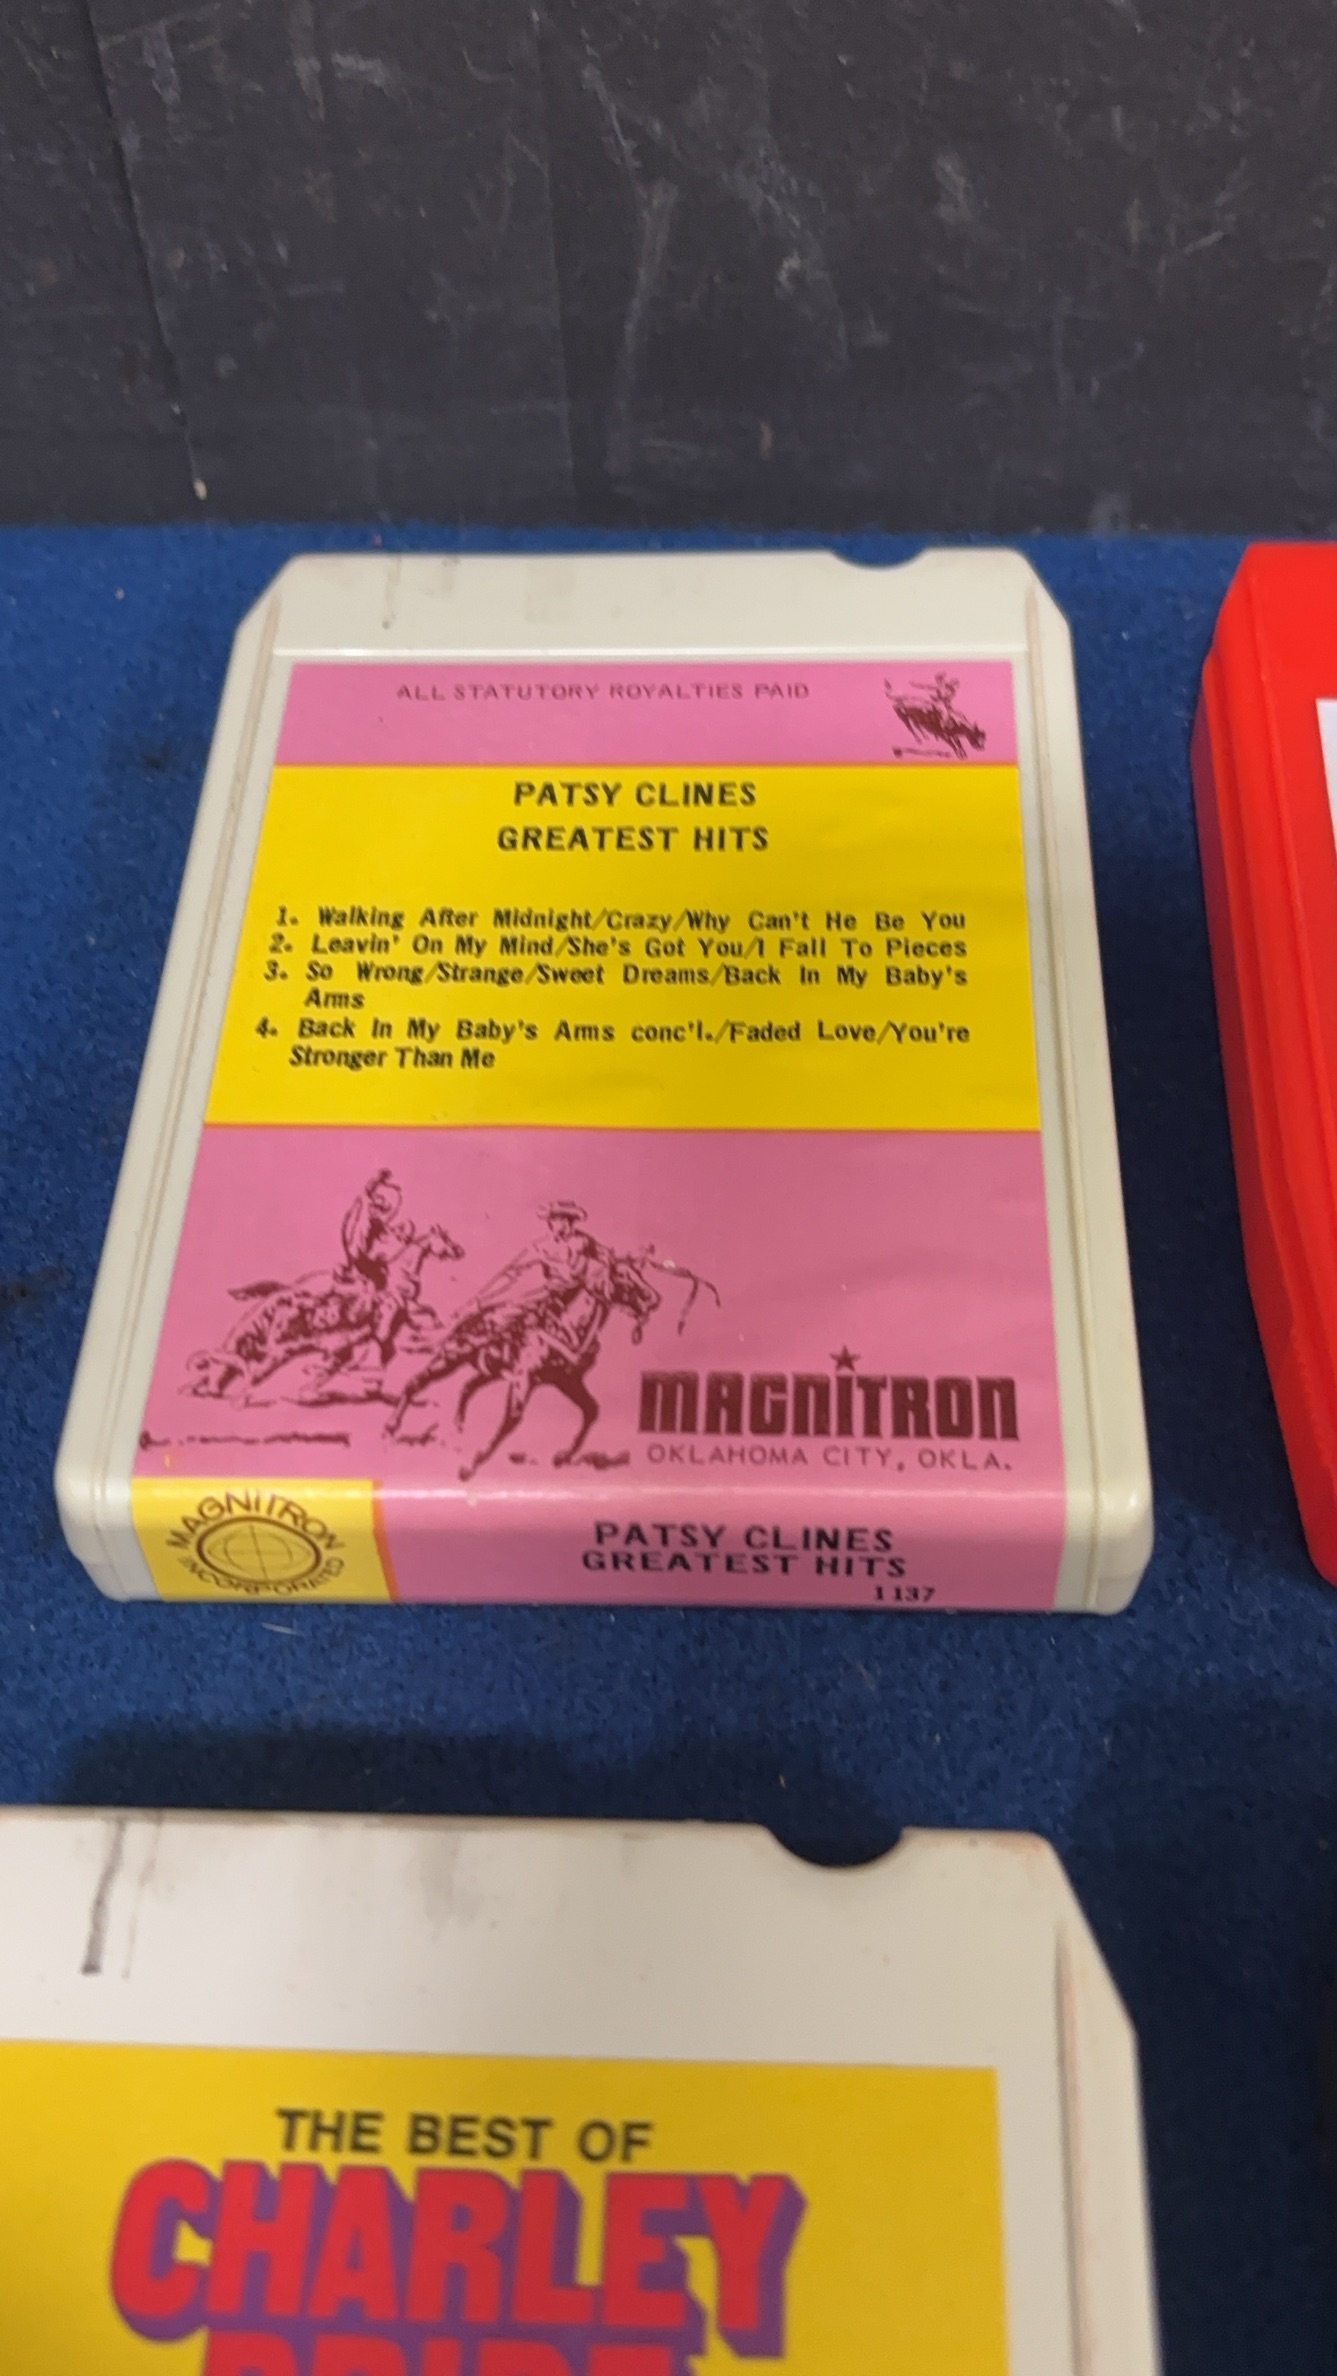 ALL STATUTORY ROYALTIES PAID
PATSY CLINES
GREATEST HITS
1. Walking After Midnight/Crazy/Why Can't He Be You
2. Leavin' On My Mind/She's Got You/I Fall To Pieces
3. So Wrong/Strange/Sweet Dreams/Back In My Baby's
Arms
4. Back In My Baby's Arms conc'l./Faded Love/You're
Stronger Than Me
MAGNITRON
OKLAHOMA CITY, OKLA.
MAGNITRON
INCORPORATED
PATSY CLINES
GREATEST HITS
1137
THE BEST OF
CHARLEY
PRIDE